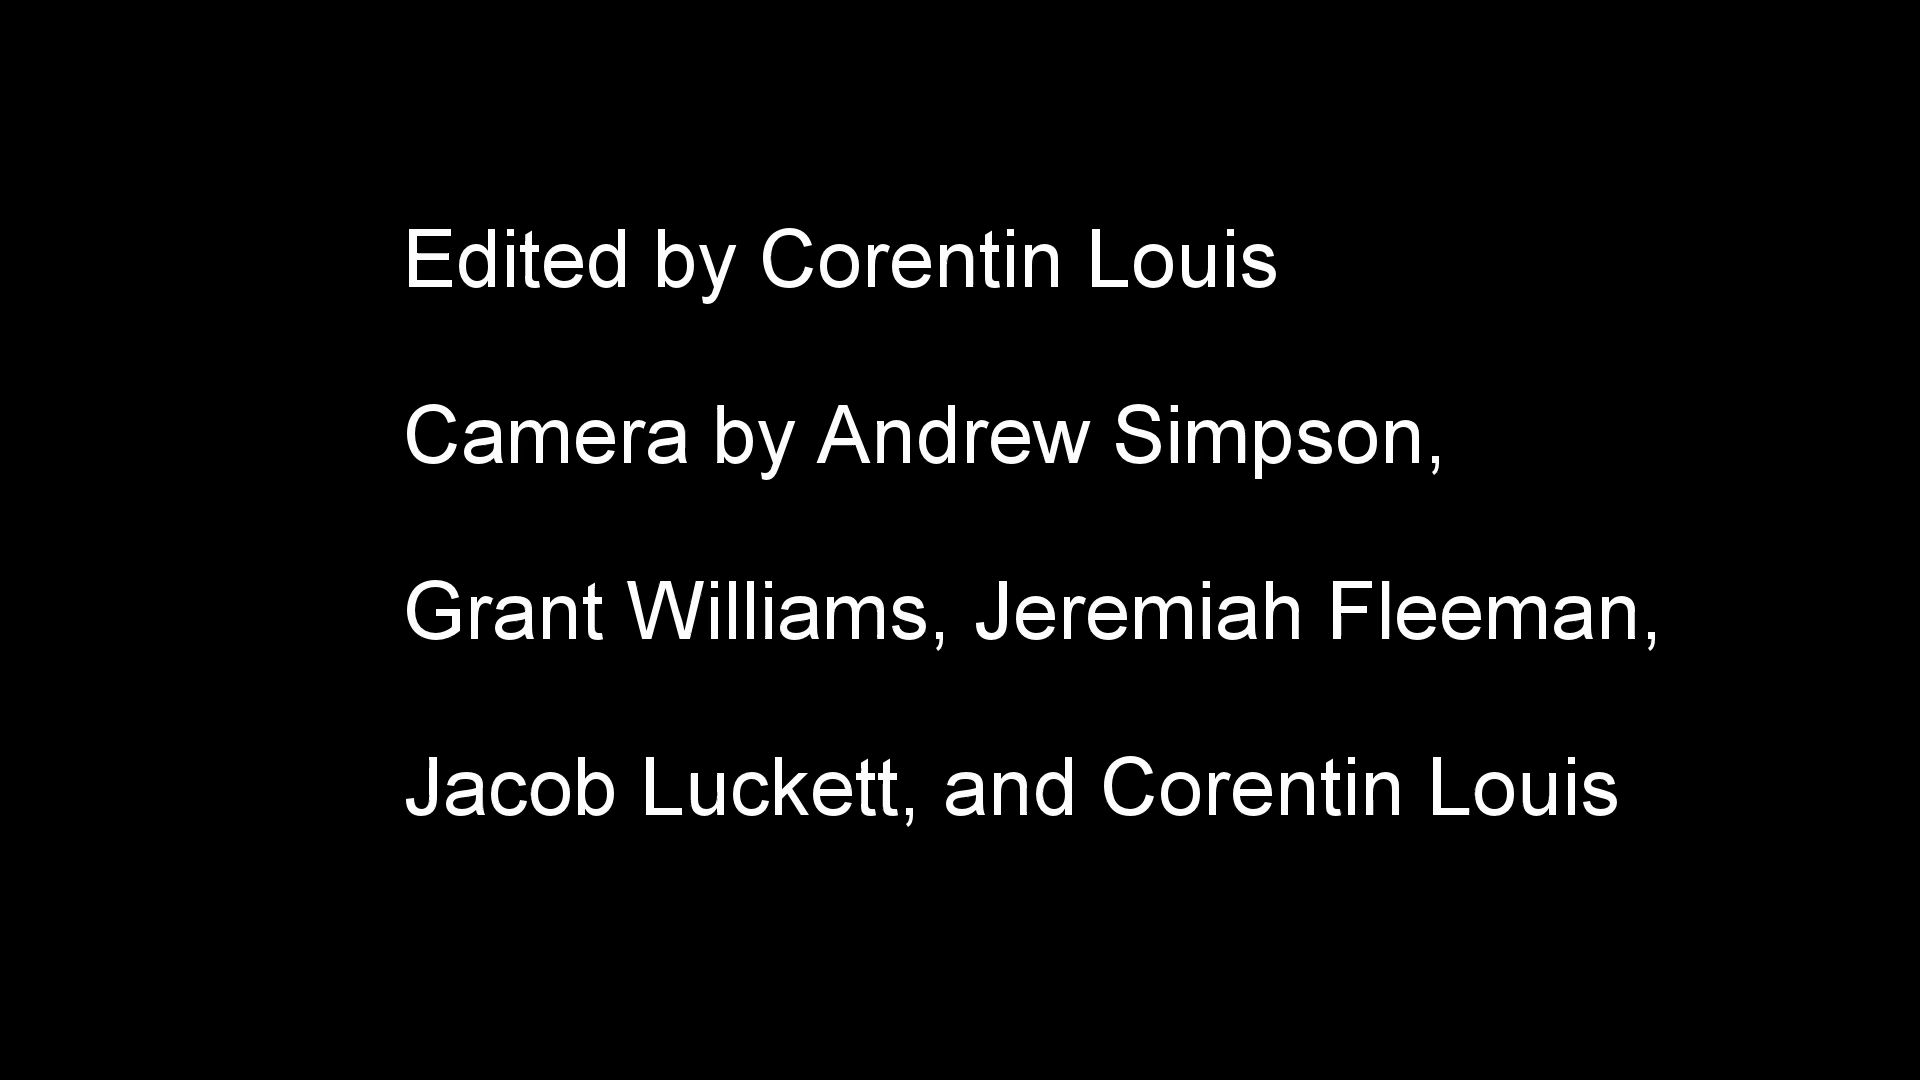 Edited by Corentin Louis
Camera by Andrew Simpson,
Grant Williams, Jeremiah Fleeman,
Jacob Luckett, and Corentin Louis